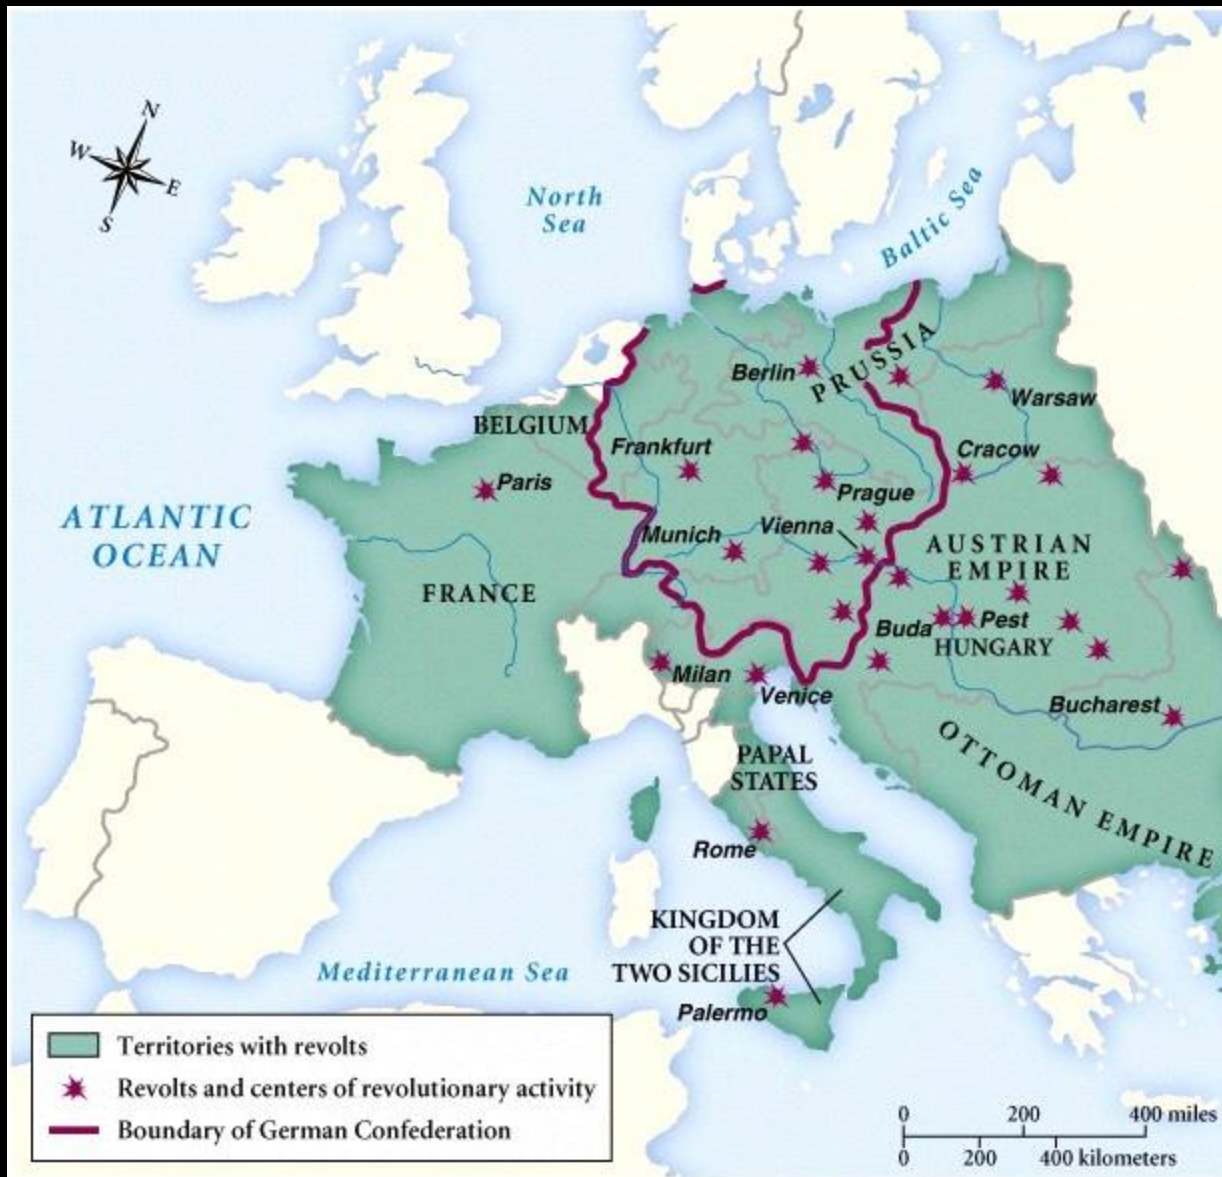 N
W
E
S
North
Sea
Baltic Sea
Berlin
PRUSSIA
Warsaw
BELGIUM
Frankfurt
Cracow
Paris
Prague
ATLANTIC
OCEAN
Munich
Vienna
AUSTRIAN
EMPIRE
FRANCE
Buda
Pest
HUNGARY
Milan
Venice
Bucharest
OTTOMAN EMPIRE
PAPAL
STATES
Rome
KINGDOM
OF THE
TWO SICILIES
Mediterranean Sea
Palermo
Territories with revolts
Revolts and centers of revolutionary activity
Boundary of German Confederation
0 200 400 miles
0 200 400 kilometers